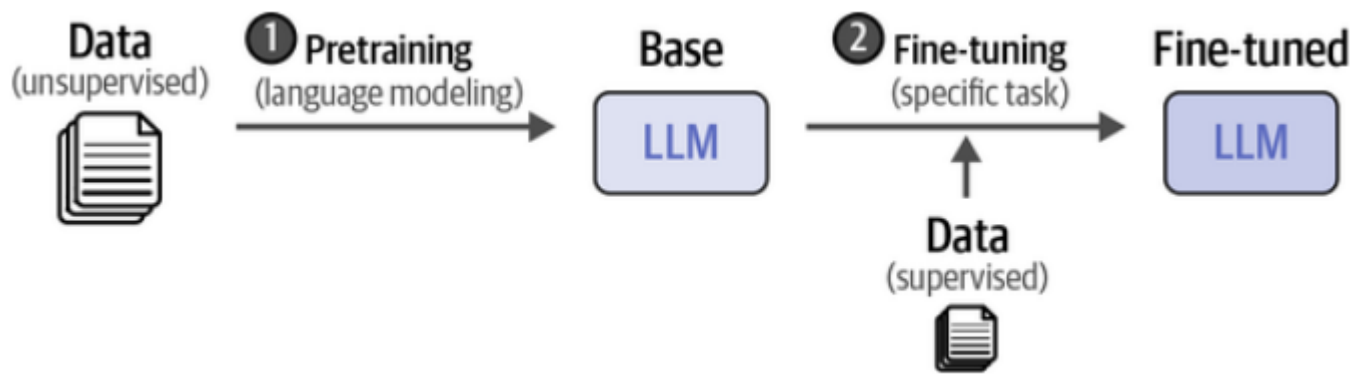 Data
(unsupervised)
1 Pretraining
(language modeling)
Base
LLM
2 Fine-tuning
(specific task)
Data
(supervised)
Fine-tuned
LLM